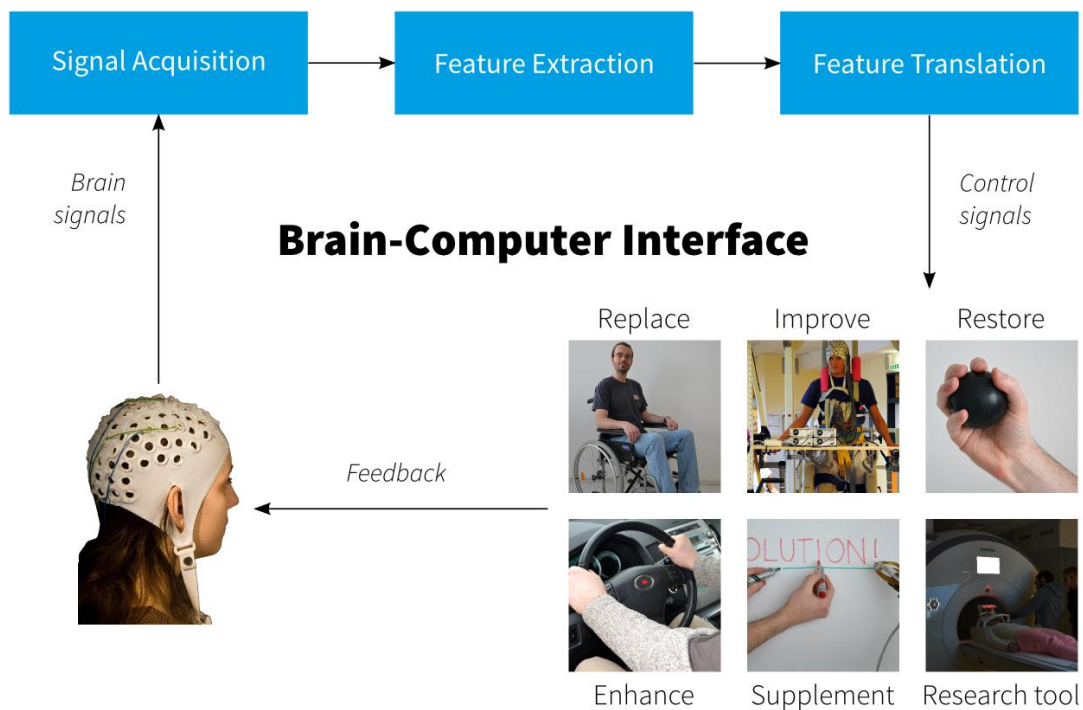 Signal Acquisition
Feature Extraction
Feature Translation
Brain
signals
Control
signals
Brain-Computer Interface
Replace
Improve
Restore
Feedback
OLUTION!
Enhance
Supplement
Research tool